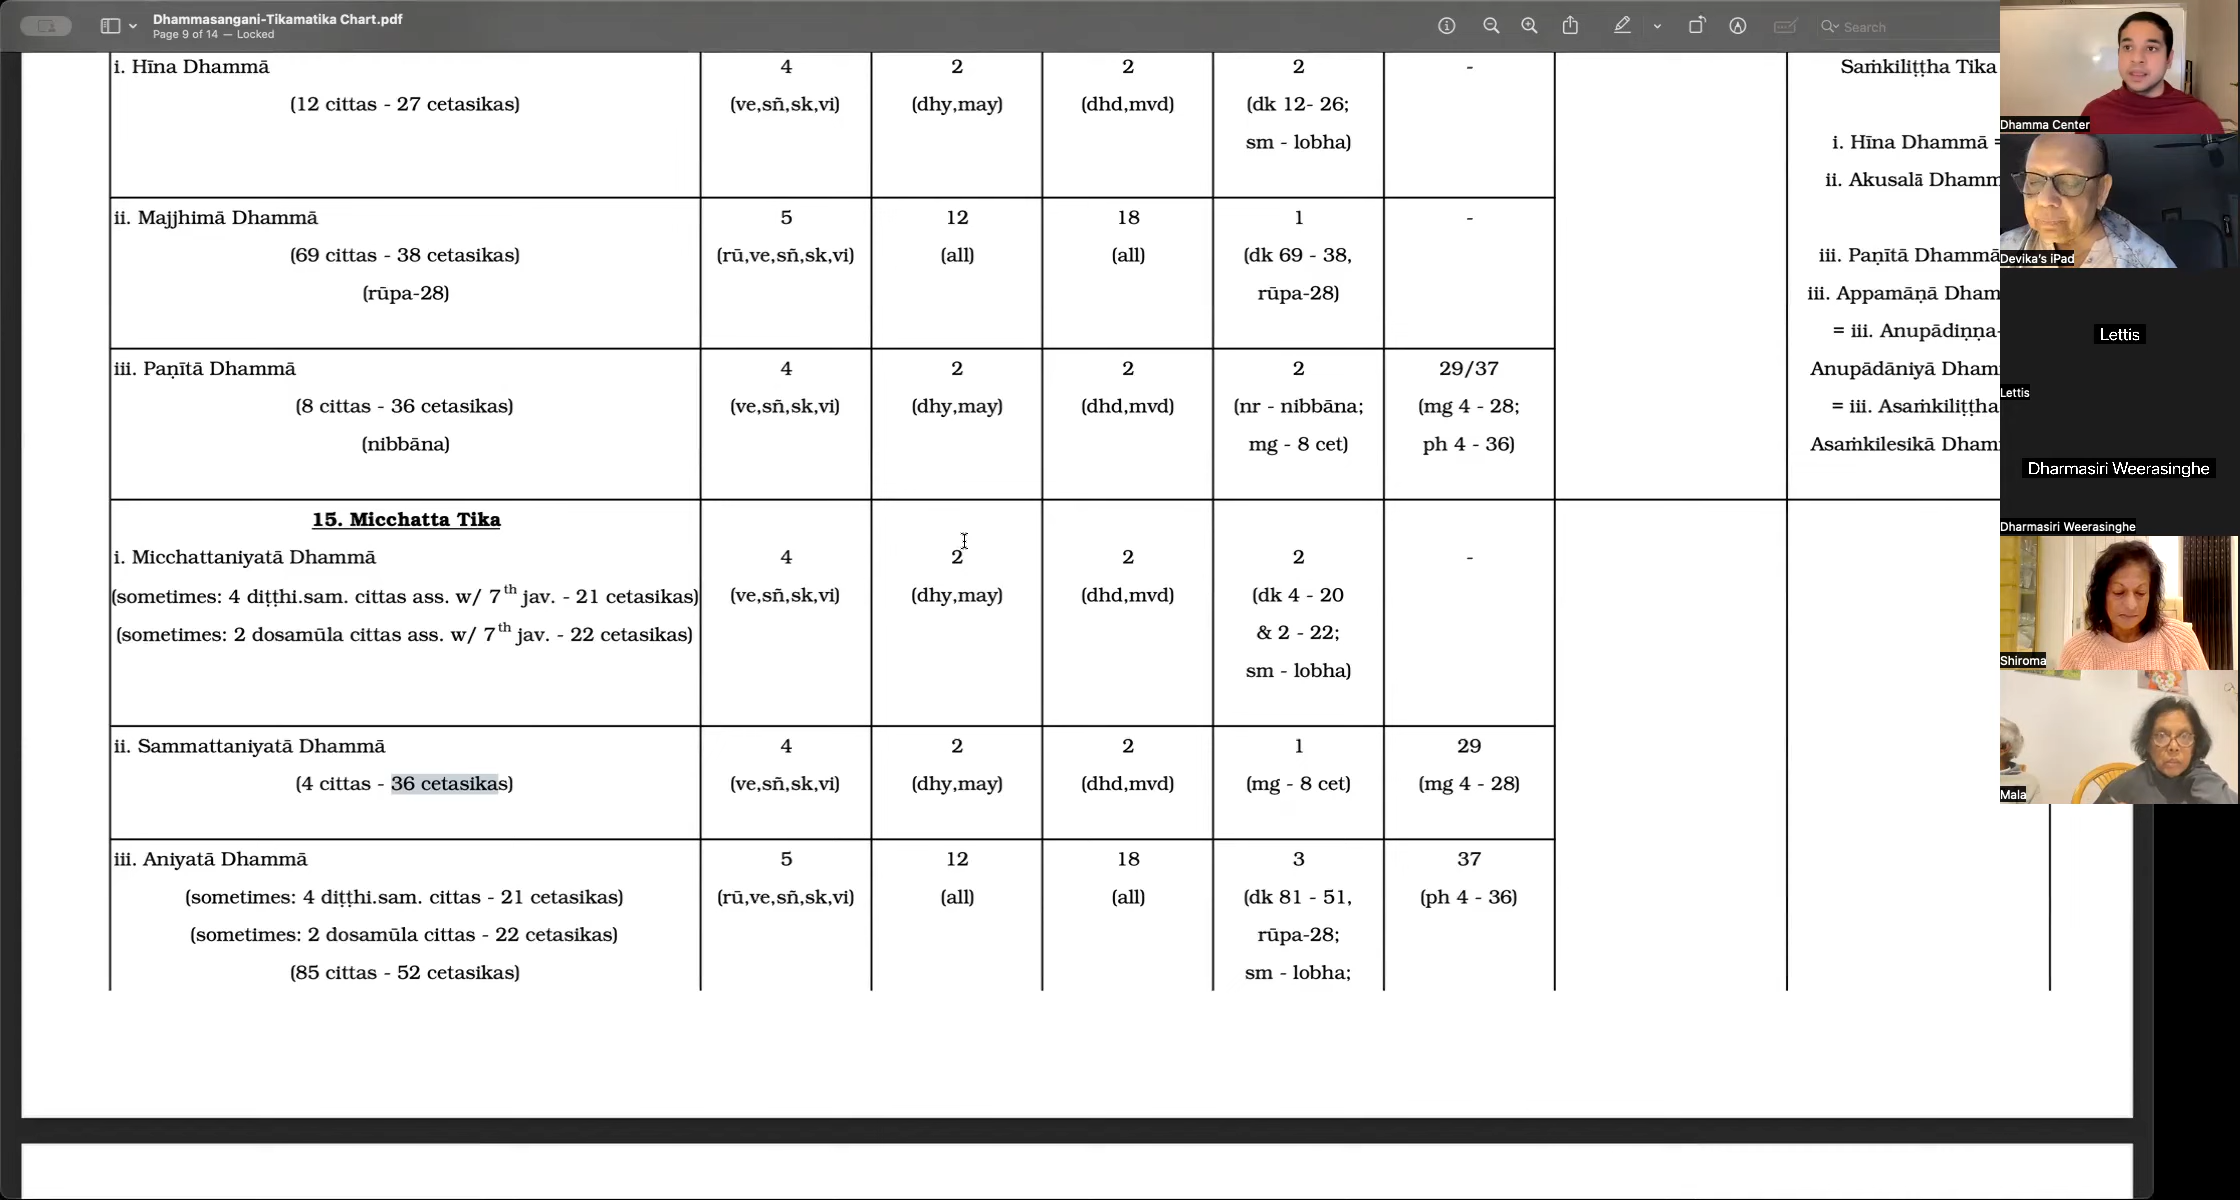 Dhammasangani-Tikamatika Chart.pdf
Page 9 of 14 — Locked
Search
i. Hīna Dhammā
(12 cittas - 27 cetasikas)
4
(ve,sñ,sk,vi)
2
(dhy,may)
2
(dhd,mvd)
2
(dk 12- 26;
sm - lobha)
-
Saṁkiliṭṭha Tika
i. Hīna Dhammā =
ii. Akusalā Dhamm
iii. Paṇītā Dhammā
iii. Appamāṇā Dham
= iii. Anupādiṇṇa-
Anupādāniyā Dham
= iii. Asaṁkiliṭṭha
Asaṁkilesikā Dham
ii. Majjhimā Dhammā
(69 cittas - 38 cetasikas)
(rūpa-28)
5
(rū,ve,sñ,sk,vi)
12
(all)
18
(all)
1
(dk 69 - 38,
rūpa-28)
-
iii. Paṇītā Dhammā
(8 cittas - 36 cetasikas)
(nibbāna)
4
(ve,sñ,sk,vi)
2
(dhy,may)
2
(dhd,mvd)
2
(nr - nibbāna;
mg - 8 cet)
29/37
(mg 4 - 28;
ph 4 - 36)
15. Micchatta Tika
i. Micchattaniyatā Dhammā
(sometimes: 4 diṭṭhi.sam. cittas ass. w/ 7th jav. - 21 cetasikas)
(sometimes: 2 dosamūla cittas ass. w/ 7th jav. - 22 cetasikas)
4
(ve,sñ,sk,vi)
2
(dhy,may)
2
(dhd,mvd)
2
(dk 4 - 20
& 2 - 22;
sm - lobha)
-
ii. Sammattaniyatā Dhammā
(4 cittas - 36 cetasikas)
4
(ve,sñ,sk,vi)
2
(dhy,may)
2
(dhd,mvd)
1
(mg - 8 cet)
29
(mg 4 - 28)
iii. Aniyatā Dhammā
(sometimes: 4 diṭṭhi.sam. cittas - 21 cetasikas)
(sometimes: 2 dosamūla cittas - 22 cetasikas)
(85 cittas - 52 cetasikas)
5
(rū,ve,sñ,sk,vi)
12
(all)
18
(all)
3
(dk 81 - 51,
rūpa-28;
sm - lobha;
37
(ph 4 - 36)
Dhamma Center
Devika's iPad
Lettis
Lettis
Dharmasiri Weerasinghe
Dharmasiri Weerasinghe
Shiroma
Mala